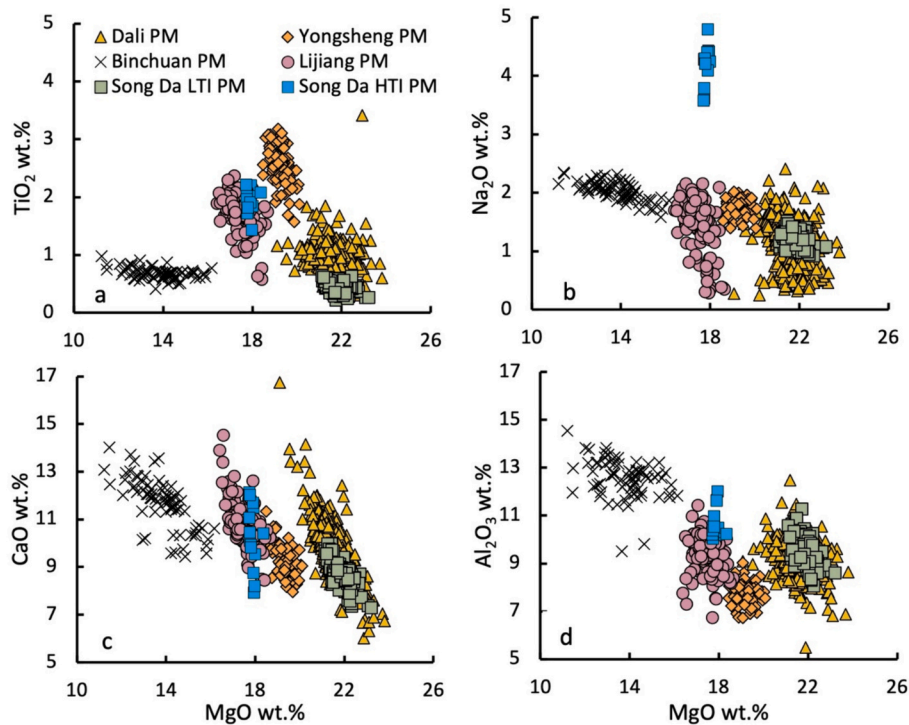 5
4
3
2
1
0
TiO2 wt.%
Dali PM
Yongsheng PM
Binchuan PM
Lijiang PM
Song Da LTI PM
Song Da HTI PM
a
10 14 18 22 26
5
4
3
2
1
0
Na2O wt.%
b
10 14 18 22 26
17
15
13
11
9
7
5
CaO wt.%
c
10 14 18 22 26
MgO wt.%
17
15
13
11
9
7
5
Al2O3 wt.%
d
10 14 18 22 26
MgO wt.%